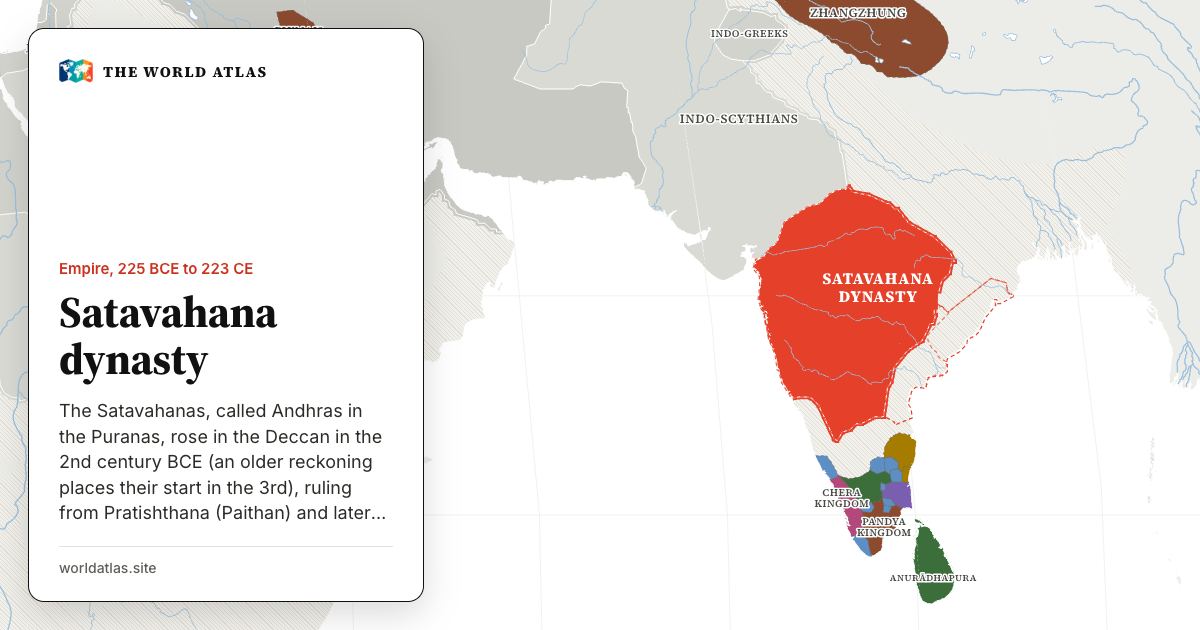 THE WORLD ATLAS
Empire, 225 BCE to 223 CE
Satavahana
dynasty
The Satavahanas, called Andhras in
the Puranas, rose in the Deccan in the
2nd century BCE (an older reckoning
places their start in the 3rd), ruling
from Pratishthana (Paithan) and later...
worldatlas.site
ZHANGZHUNG
INDO-GREEKS
INDO-SCYTHIANS
SATAVAHANA
DYNASTY
CHERA
KINGDOM
PANDYA
KINGDOM
ANURADHAPURA